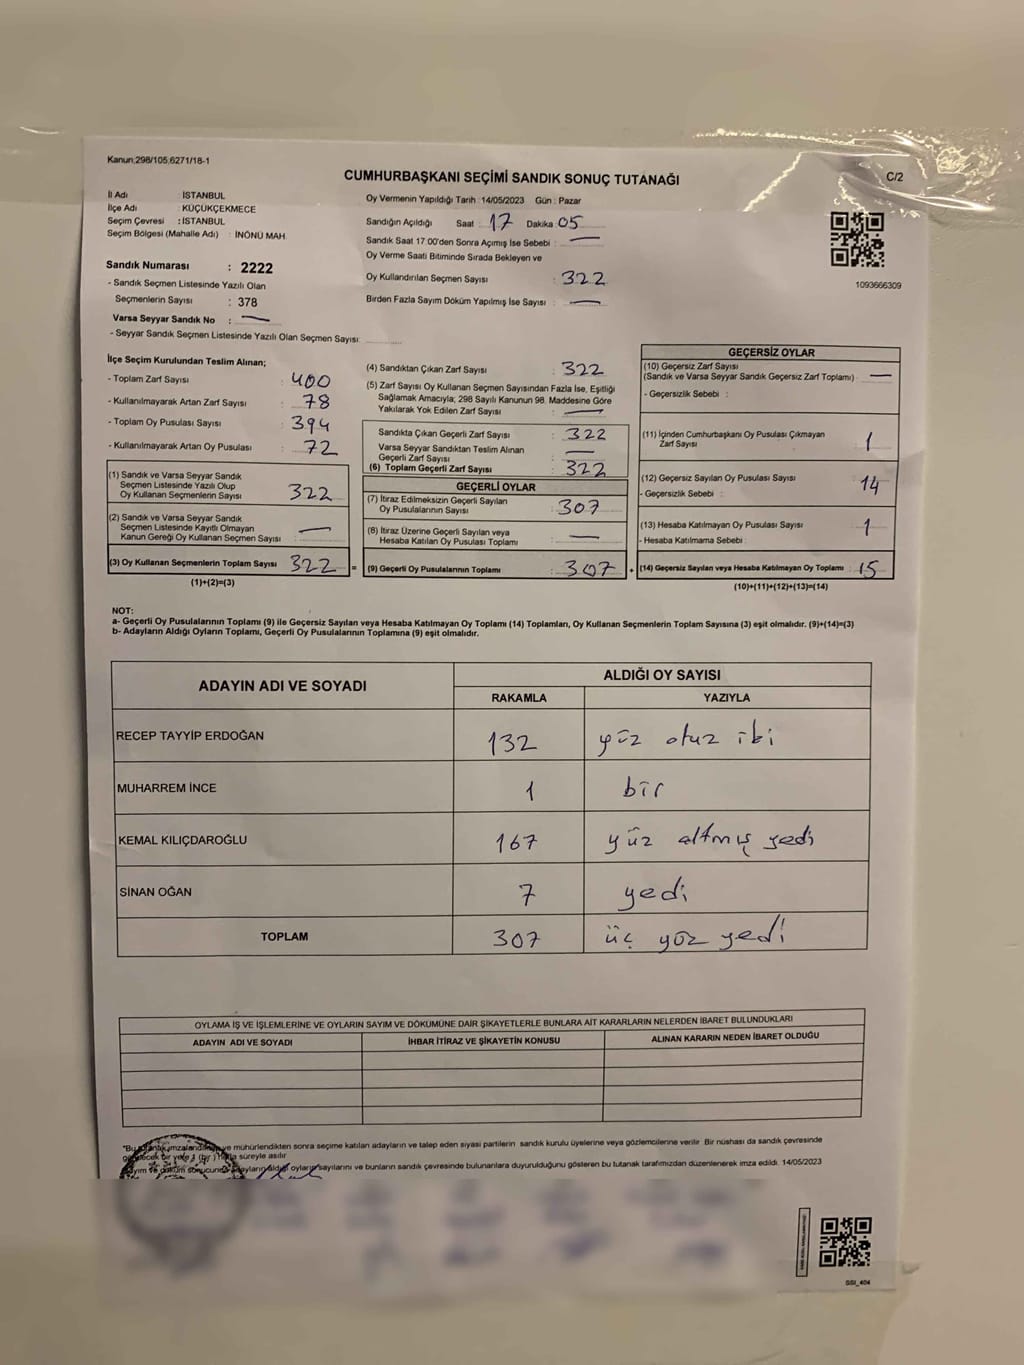 Kanun;298/105,6271/18-1
CUMHURBAŞKANI SEÇİMİ SANDIK SONUÇ TUTANAĞI
C/2
İl Adı : İSTANBUL
İlçe Adı : KÜÇÜKÇEKMECE
Seçim Çevresi : İSTANBUL
Seçim Bölgesi (Mahalle Adı) : İNÖNÜ MAH.
Sandık Numarası : 2222
- Sandık Seçmen Listesinde Yazılı Olan
Seçmenlerin Sayısı : 378
Varsa Seyyar Sandık No : —
- Seyyar Sandık Seçmen Listesinde Yazılı Olan Seçmen Sayısı:
Oy Vermenin Yapıldığı Tarih : 14/05/2023 Gün : Pazar
Sandığın Açıldığı Saat : 17 Dakika : 05
Sandık Saat 17:00'den Sonra Açımış İse Sebebi : —
Oy Verme Saati Bitiminde Sırada Bekleyen ve
Oy Kullandırılan Seçmen Sayısı : 322
Birden Fazla Sayım Döküm Yapılmış İse Sayısı : —
1093666309
İlçe Seçim Kurulundan Teslim Alınan;
- Toplam Zarf Sayısı : 400
- Kullanılmayarak Artan Zarf Sayısı : 78
- Toplam Oy Pusulası Sayısı : 394
- Kullanılmayarak Artan Oy Pusulası : 72
(1) Sandık ve Varsa Seyyar Sandık
Seçmen Listesinde Yazılı Olup
Oy Kullanan Seçmenlerin Sayısı : 322
(2) Sandık ve Varsa Seyyar Sandık
Seçmen Listesinde Kayıtlı Olmayan
Kanun Gereği Oy Kullanan Seçmen Sayısı : —
(3) Oy Kullanan Seçmenlerin Toplam Sayısı : 322 =
(1)+(2)=(3)
(4) Sandıktan Çıkan Zarf Sayısı : 322
(5) Zarf Sayısı Oy Kullanan Seçmen Sayısından Fazla İse, Eşitliği
Sağlamak Amacıyla; 298 Sayılı Kanunun 98. Maddesine Göre
Yakılarak Yok Edilen Zarf Sayısı : —
Sandıkta Çıkan Geçerli Zarf Sayısı : 322
Varsa Seyyar Sandıktan Teslim Alınan
Geçerli Zarf Sayısı : —
(6) Toplam Geçerli Zarf Sayısı : 322
GEÇERLİ OYLAR
(7) İtiraz Edilmeksizin Geçerli Sayılan
Oy Pusulalarının Sayısı : 307
(8) İtiraz Üzerine Geçerli Sayılan veya
Hesaba Katılan Oy Pusulası Toplamı : —
(9) Geçerli Oy Pusulalarının Toplamı : 307 +
GEÇERSİZ OYLAR
(10) Geçersiz Zarf Sayısı
(Sandık ve Varsa Seyyar Sandık Geçersiz Zarf Toplamı) : —
- Geçersizlik Sebebi :
(11) İçinden Cumhurbaşkanı Oy Pusulası Çıkmayan
Zarf Sayısı : 1
(12) Geçersiz Sayılan Oy Pusulası Sayısı : 14
- Geçersizlik Sebebi :
(13) Hesaba Katılmayan Oy Pusulası Sayısı : 1
- Hesaba Katılmama Sebebi :
(14) Geçersiz Sayılan veya Hesaba Katılmayan Oy Toplamı : 15
(10)+(11)+(12)+(13)=(14)
NOT:
a- Geçerli Oy Pusulalarının Toplamı (9) ile Geçersiz Sayılan veya Hesaba Katılmayan Oy Toplamı (14) Toplamları, Oy Kullanan Seçmenlerin Toplam Sayısına (3) eşit olmalıdır. (9)+(14)=(3)
b- Adayların Aldığı Oyların Toplamı, Geçerli Oy Pusulalarının Toplamına (9) eşit olmalıdır.
ADAYIN ADI VE SOYADI ALDIĞI OY SAYISI
RAKAMLA YAZIYLA
RECEP TAYYİP ERDOĞAN 132 yüz otuz iki
MUHARREM İNCE 1 bir
KEMAL KILIÇDAROĞLU 167 yüz altmış yedi
SİNAN OĞAN 7 yedi
TOPLAM 307 üç yüz yedi
OYLAMA İŞ VE İŞLEMLERİNE VE OYLARIN SAYIM VE DÖKÜMÜNE DAİR ŞİKAYETLERLE BUNLARA AİT KARARLARIN NELERDEN İBARET BULUNDUKLARI
ADAYIN ADI VE SOYADI İHBAR İTİRAZ VE ŞİKAYETİN KONUSU ALINAN KARARIN NEDEN İBARET OLDUĞU
ve mühürlendikten sonra seçime katılan adayların ve talep eden siyasi partilerin sandık kurulu üyelerine veya gözlemcilerine verilir. Bir nüshası da sandık çevresinde
bir yere 1 (bir) hafta süreyle asılır
adayların aldığı oyların sayılarını ve bunların sandık çevresinde bulunanlara duyurulduğunu gösteren bu tutanak tarafımızdan düzenlenerek imza edildi. 14/05/2023
SSI_404